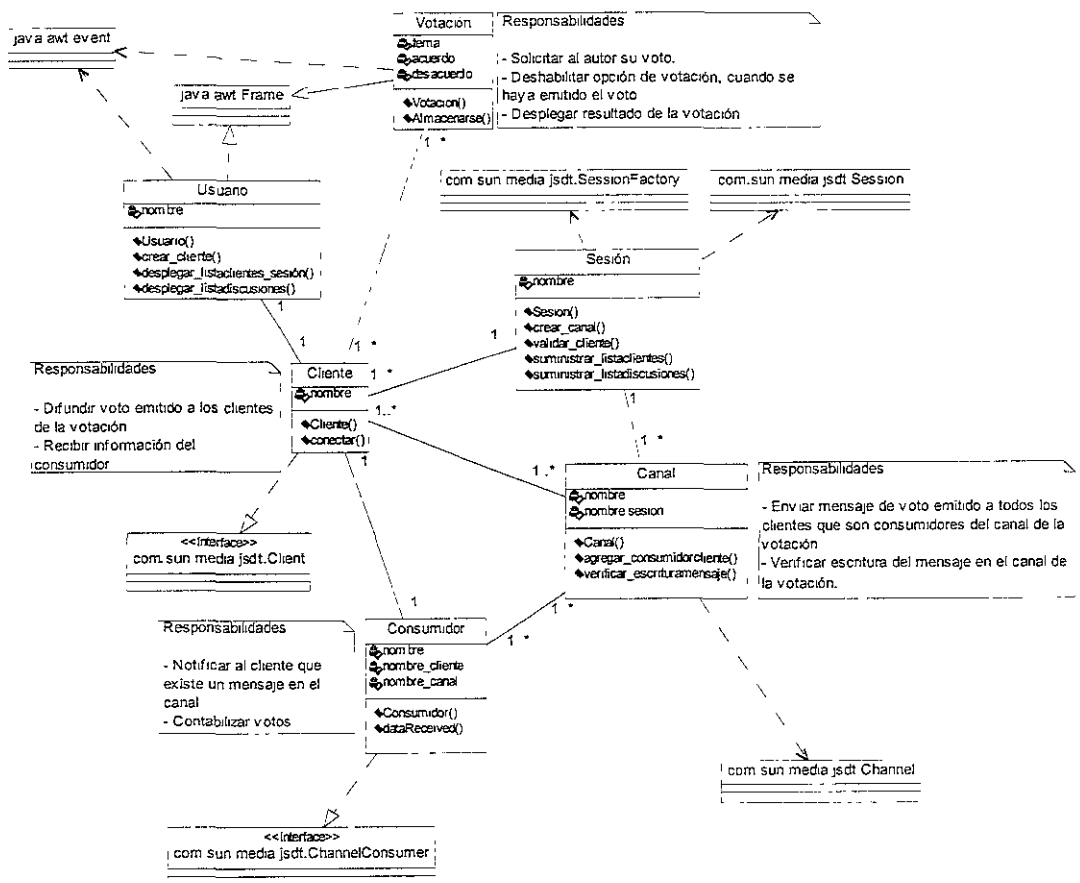 java awt event
java awt Frame
Votación
tema
acuerdo
desacuerdo
Votacion()
Almacenarse()
Responsabilidades
- Solicitar al autor su voto.
- Deshabilitar opción de votación, cuando se
haya emitido el voto
- Desplegar resultado de la votación
1 *
com sun media jsdt.SessionFactory
com.sun media jsdt Session
Usuario
nombre
Usuario()
crear_cliente()
desplegar_listaclientes_sesión()
desplegar_listadiscusiones()
1
1
Sesión
nombre
Sesion()
crear_canal()
validar_cliente()
suministrar_listaclientes()
suministrar_listadiscusiones()
1
1
1 *
Responsabilidades
- Difundir voto emitido a los clientes
de la votación
- Recibir información del
consumidor
Cliente
nombre
Cliente()
conectar()
1 *
1 *
1..*
1
1..*
Canal
nombre
nombre sesion
Canal()
agregar_consumidorcliente()
verificar_escrituramensaje()
Responsabilidades
- Enviar mensaje de voto emitido a todos los
clientes que son consumidores del canal de la
votación
- Verificar escritura del mensaje en el canal de
la votación.
<<Interface>>
com sun media jsdt.Client
1
1 *
1 *
Responsabilidades
- Notificar al cliente que
existe un mensaje en el
canal
- Contabilizar votos
Consumidor
nombre
nombre_cliente
nombre_canal
Consumidor()
dataReceived()
com sun media jsdt Channel
<<Interface>>
com sun media jsdt.ChannelConsumer